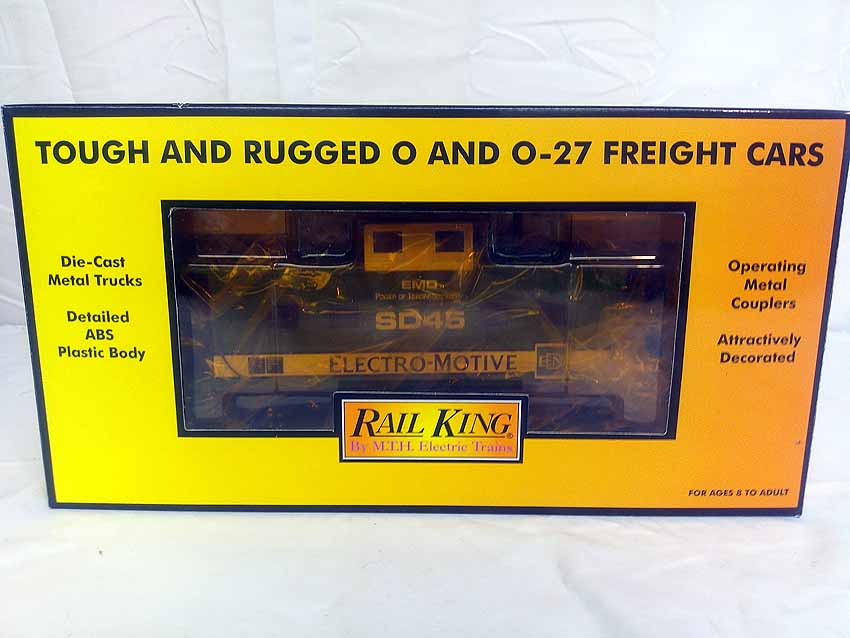 TOUGH AND RUGGED O AND O-27 FREIGHT CARS
Die-Cast
Metal Trucks
Detailed
ABS
Plastic Body
Operating
Metal
Couplers
Attractively
Decorated
EMD
SD45
ELECTRO-MOTIVE
RAIL KING®
By M.T.H. Electric Trains
FOR AGES 8 TO ADULT